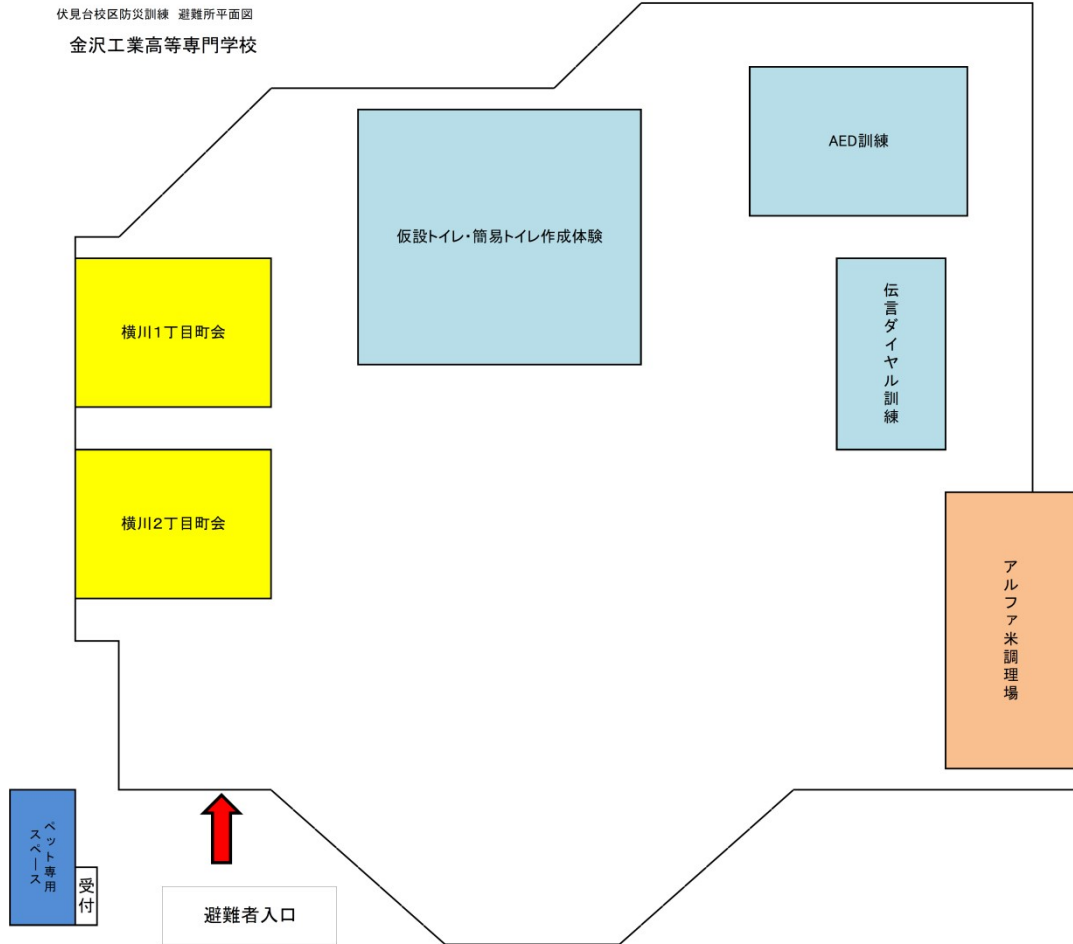 伏見台校区防災訓練 避難所平面図
金沢工業高等専門学校
AED訓練
仮設トイレ・簡易トイレ作成体験
伝言ダイヤル訓練
横川1丁目町会
横川2丁目町会
アルファ米調理場
ペット専用
スペース
受付
避難者入口